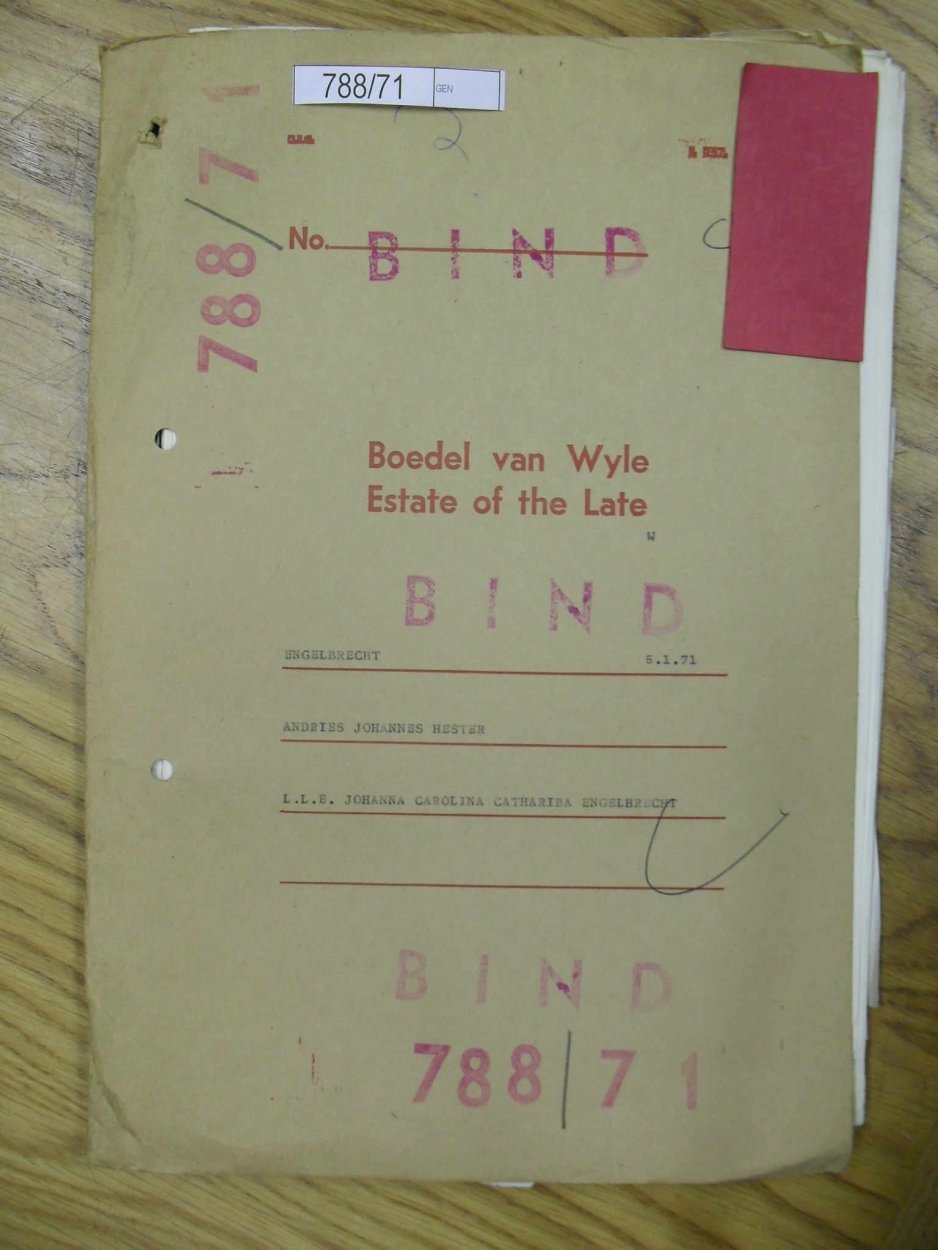 788/71 GEN
2
788/71
No. BIND
Boedel van Wyle
Estate of the Late
W
BIND
ENGELBRECHT 5.1.71
ANDRIES JOHANNES HESTER
L.L.E. JOHANNA CAROLINA CATHARIBA ENGELBRECHT
BIND
788/71